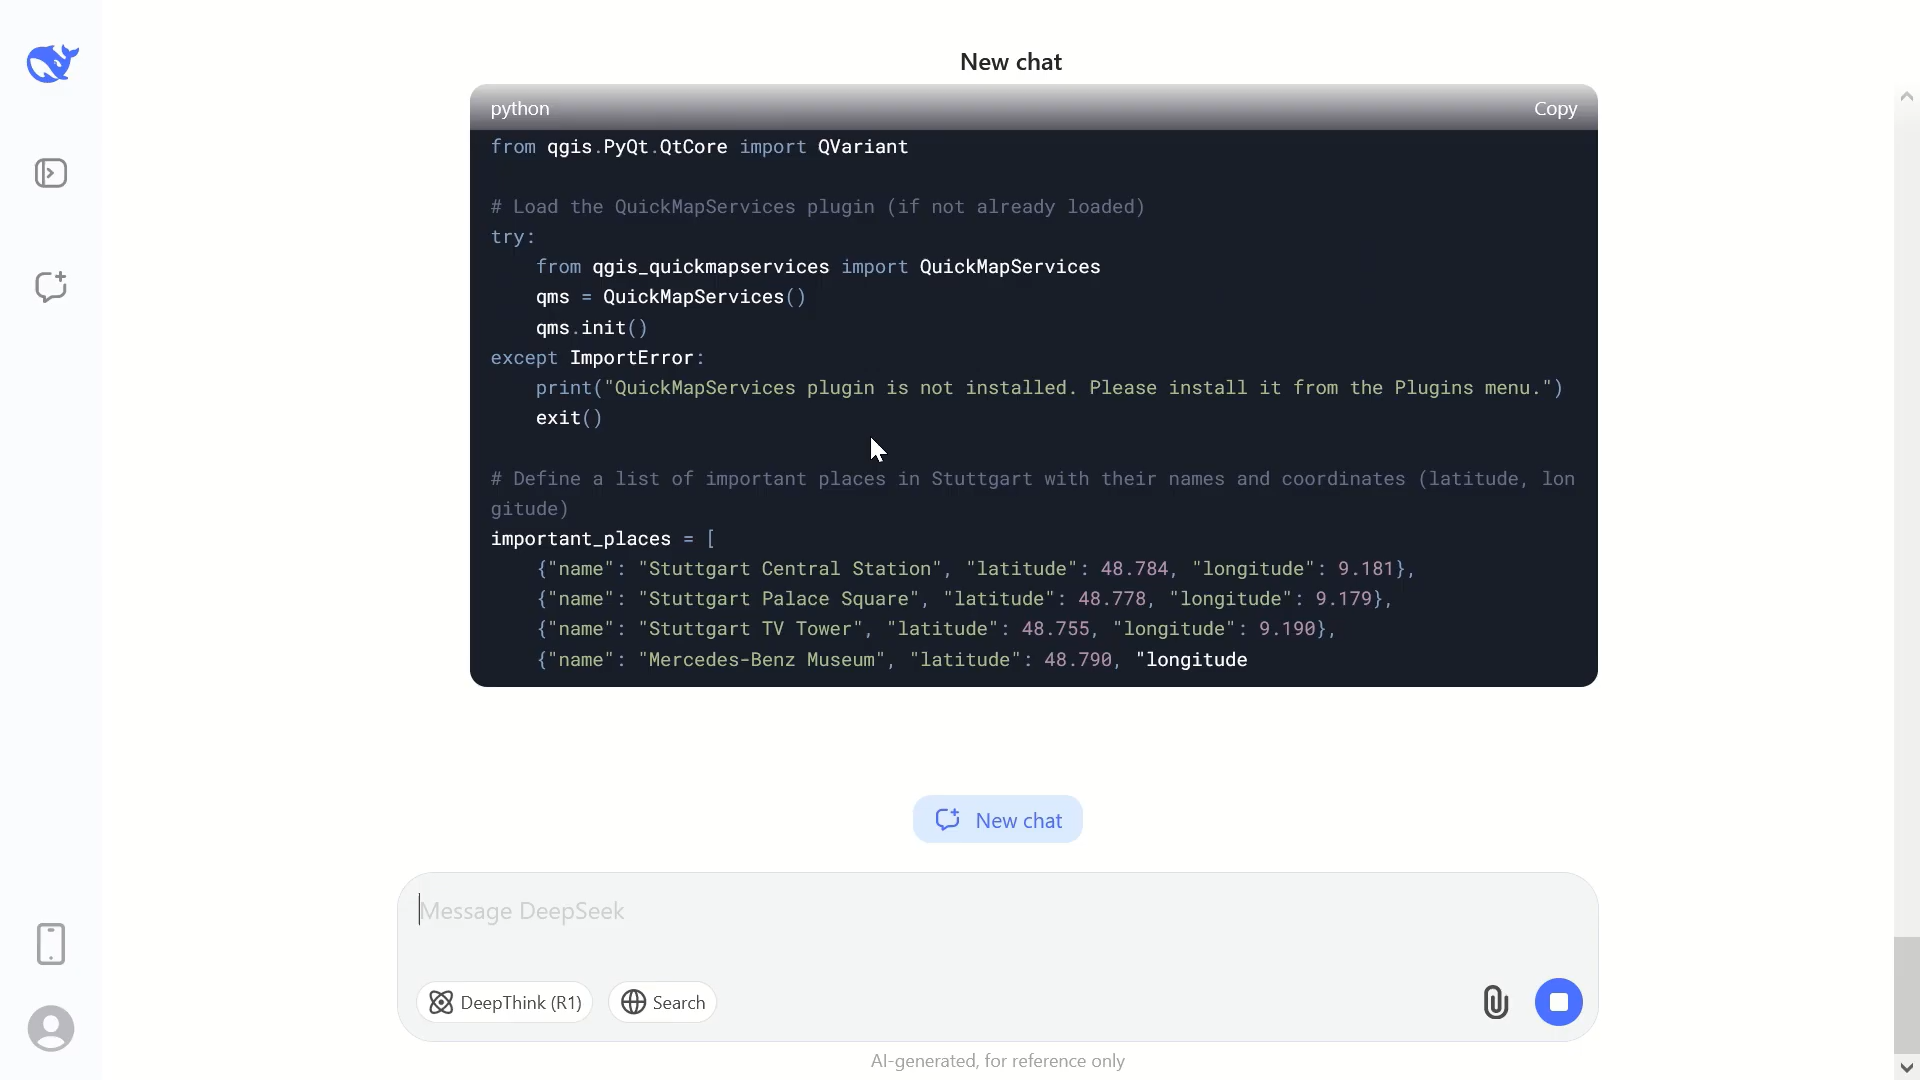 New chat
python
Copy
from qgis.PyQt.QtCore import QVariant
# Load the QuickMapServices plugin (if not already loaded)
try:
    from qgis_quickmapservices import QuickMapServices
    qms = QuickMapServices()
    qms.init()
except ImportError:
    print("QuickMapServices plugin is not installed. Please install it from the Plugins menu.")
    exit()
# Define a list of important places in Stuttgart with their names and coordinates (latitude, lon
gitude)
important_places = [
    {"name": "Stuttgart Central Station", "latitude": 48.784, "longitude": 9.181},
    {"name": "Stuttgart Palace Square", "latitude": 48.778, "longitude": 9.179},
    {"name": "Stuttgart TV Tower", "latitude": 48.755, "longitude": 9.190},
    {"name": "Mercedes-Benz Museum", "latitude": 48.790, "longitude
New chat
Message DeepSeek
DeepThink (R1)
Search
AI-generated, for reference only